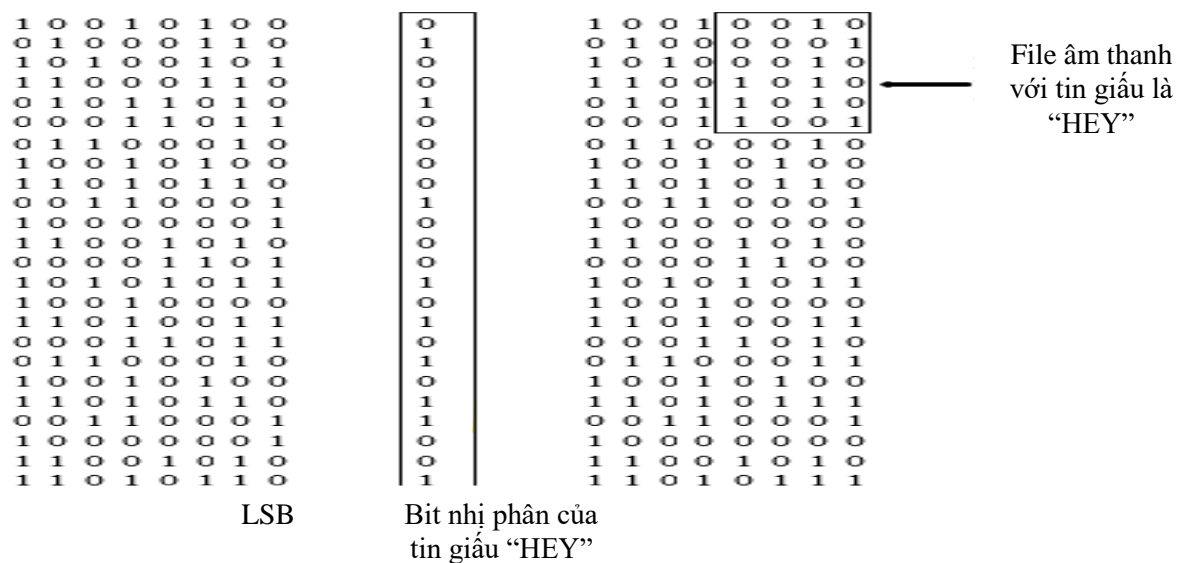 1 0 0 1 0 1 0 0 0 1 0 0 1 0 0 1 0
0 1 0 0 0 1 1 0 1 0 1 0 0 0 0 0 1
1 0 1 0 0 1 0 1 0 1 0 1 0 0 0 1 0
1 1 0 0 0 1 1 0 0 1 1 0 0 1 0 1 0
0 1 0 1 1 0 1 0 1 0 1 0 1 1 0 1 0
0 0 0 1 1 0 1 1 0 0 0 0 1 1 0 0 1
0 1 1 0 0 0 1 0 0 0 1 1 0 0 0 1 0
1 0 0 1 0 1 0 0 0 1 0 0 1 0 1 0 0
1 1 0 1 0 1 1 0 0 1 1 0 1 0 1 1 0
0 0 1 1 0 0 0 1 1 0 0 1 1 0 0 0 1
1 0 0 0 0 0 0 1 0 1 0 0 0 0 0 0 0
1 1 0 0 1 0 1 0 0 1 1 0 0 1 0 1 0
0 0 0 0 1 1 0 1 0 0 0 0 0 1 1 0 0
1 0 1 0 1 0 1 1 1 1 0 1 0 1 0 1 1
1 0 0 1 0 0 0 0 0 1 0 0 1 0 0 0 0
1 1 0 1 0 0 1 1 1 1 1 0 1 0 0 1 1
0 0 0 1 1 0 1 1 0 0 0 0 1 1 0 1 0
0 1 1 0 0 0 1 0 1 0 1 1 0 0 0 1 1
1 0 0 1 0 1 0 0 0 1 0 0 1 0 1 0 0
1 1 0 1 0 1 1 0 1 1 1 0 1 0 1 1 1
0 0 1 1 0 0 0 1 1 0 0 1 1 0 0 0 1
1 0 0 0 0 0 0 1 0 1 0 0 0 0 0 0 0
1 1 0 0 1 0 1 0 0 1 1 0 0 1 0 1 0
1 1 0 1 0 1 1 0 1 1 1 0 1 0 1 1 1
File âm thanh
với tin giấu là
“HEY”
LSB
Bit nhị phân của
tin giấu “HEY”